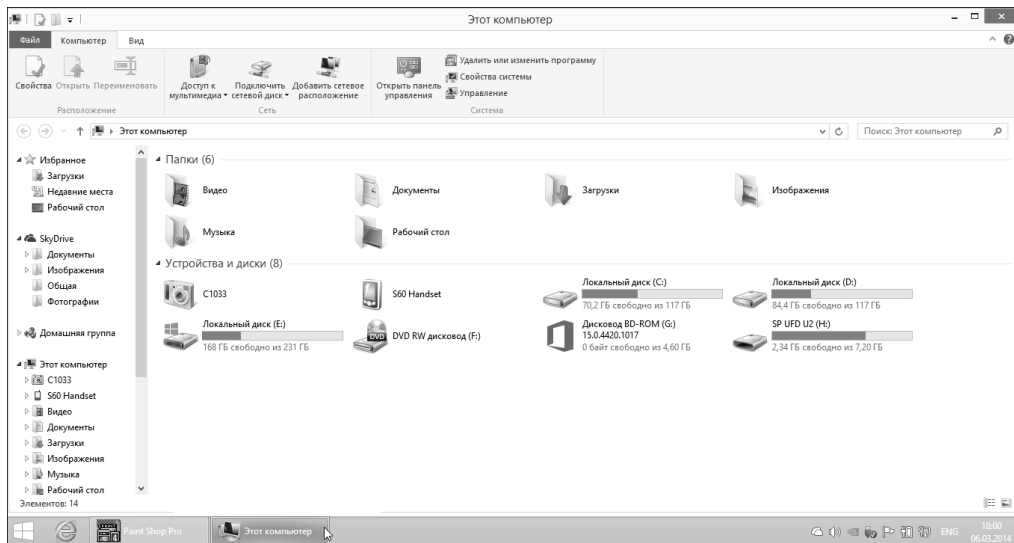 Этот компьютер
Файл Компьютер Вид
Свойства Открыть Переименовать
Расположение
Доступ к мультимедиа
Подключить сетевой диск
Добавить сетевое расположение
Сеть
Открыть панель управления
Удалить или изменить программу
Свойства системы
Управление
Система
Этот компьютер
Поиск: Этот компьютер
Избранное
Загрузки
Недавние места
Рабочий стол
SkyDrive
Документы
Изображения
Общая
Фотографии
Домашняя группа
Этот компьютер
C1033
S60 Handset
Видео
Документы
Загрузки
Изображения
Музыка
Рабочий стол
Папки (6)
Видео
Документы
Загрузки
Изображения
Музыка
Рабочий стол
Устройства и диски (8)
C1033
S60 Handset
Локальный диск (C:)
70,2 ГБ свободно из 117 ГБ
Локальный диск (D:)
84,4 ГБ свободно из 117 ГБ
Локальный диск (E:)
168 ГБ свободно из 231 ГБ
DVD RW дисковод (F:)
Дисковод BD-ROM (G:)
15.0.4420.1017
0 байт свободно из 4,60 ГБ
SP UFD U2 (H:)
2,34 ГБ свободно из 7,20 ГБ
Элементов: 14
Paint Shop Pro
Этот компьютер
ENG
18:00
06.03.2014